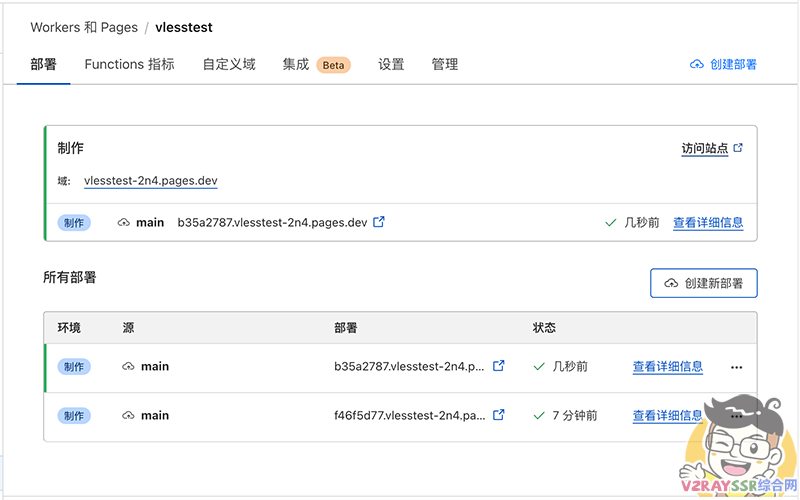 Workers 和 Pages / vlesstest
部署 Functions 指标 自定义域 集成 Beta 设置 管理 创建部署
制作 访问站点
域: vlesstest-2n4.pages.dev
制作 main b35a2787.vlesstest-2n4.pages.dev 几秒前 查看详细信息
所有部署 创建新部署
环境 源 部署 状态
制作 main b35a2787.vlesstest-2n4.p... 几秒前 查看详细信息 ...
制作 main f46f5d77.vlesstest-2n4.pa... 7 分钟前 查看详细信息 ...
V2RAYSSR综合网